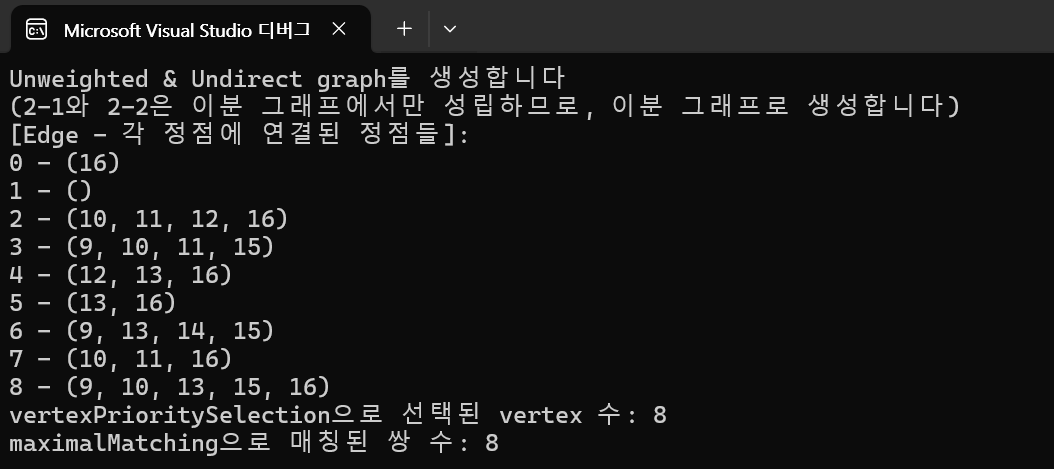 Microsoft Visual Studio 디버그
Unweighted & Undirect graph를 생성합니다
(2-1와 2-2은 이분 그래프에서만 성립하므로, 이분 그래프로 생성합니다)
[Edge - 각 정점에 연결된 정점들]:
0 - (16)
1 - ()
2 - (10, 11, 12, 16)
3 - (9, 10, 11, 15)
4 - (12, 13, 16)
5 - (13, 16)
6 - (9, 13, 14, 15)
7 - (10, 11, 16)
8 - (9, 10, 13, 15, 16)
vertexPrioritySelection으로 선택된 vertex 수: 8
maximalMatching으로 매칭된 쌍 수: 8